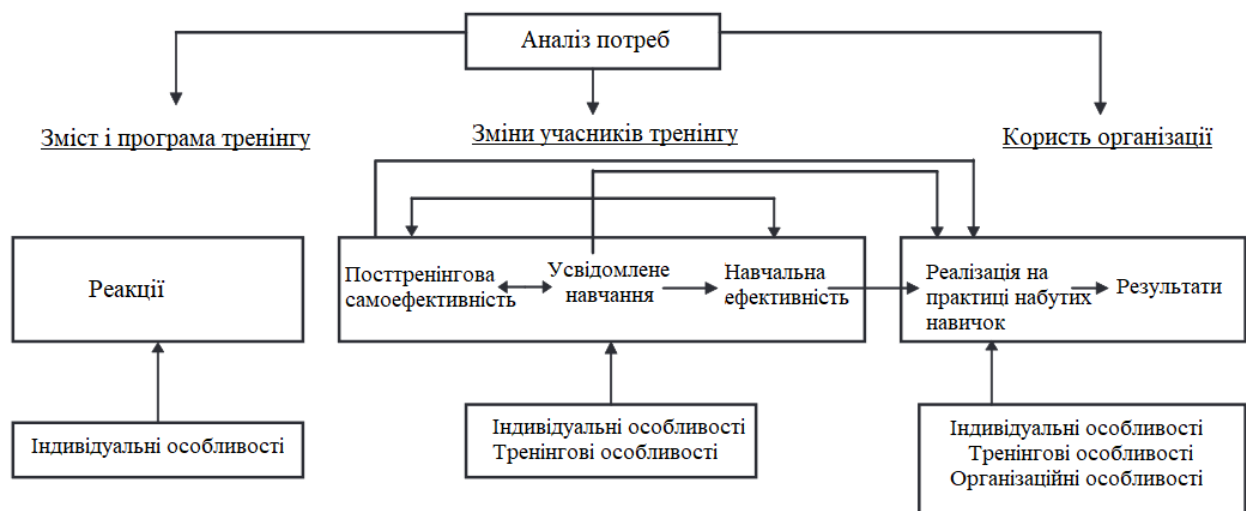 Аналіз потреб
Зміст і програма тренінгу
Зміни учасників тренінгу
Користь організації
Реакції
Посттренінгова
самоефективність
Усвідомлене
навчання
Навчальна
ефективність
Реалізація на
практиці набутих
навичок
Результати
Індивідуальні особливості
Індивідуальні особливості
Тренінгові особливості
Індивідуальні особливості
Тренінгові особливості
Організаційні особливості